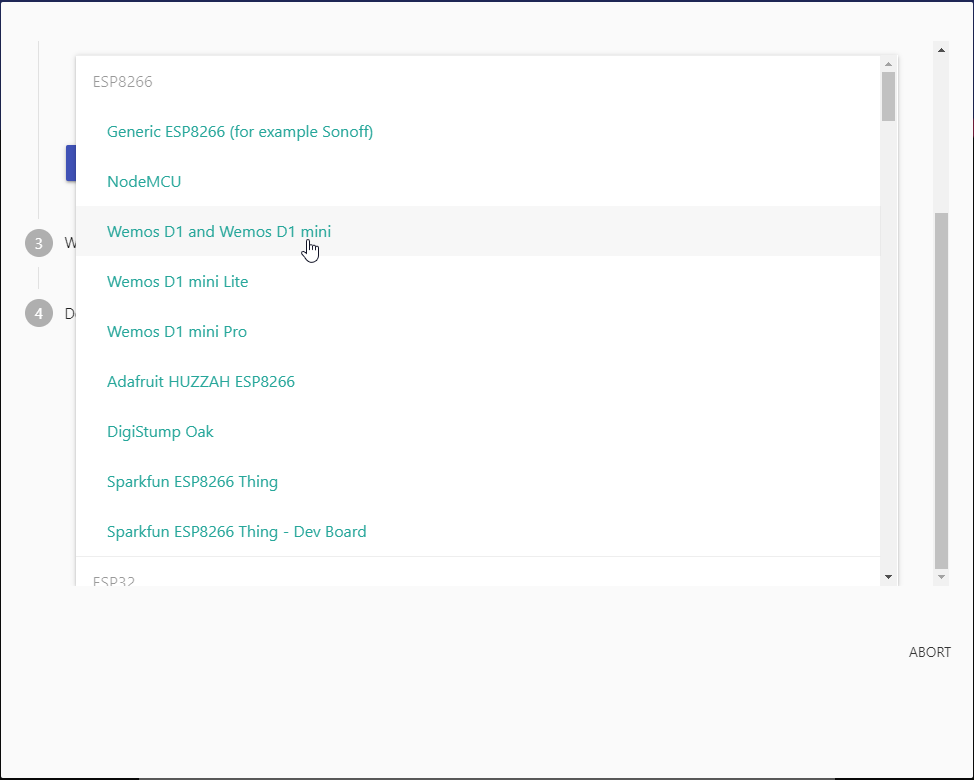 ESP8266
Generic ESP8266 (for example Sonoff)
NodeMCU
Wemos D1 and Wemos D1 mini
3 W
Wemos D1 mini Lite
4
Wemos D1 mini Pro
Adafruit HUZZAH ESP8266
DigiStump Oak
Sparkfun ESP8266 Thing
Sparkfun ESP8266 Thing - Dev Board
ESP32
ABORT